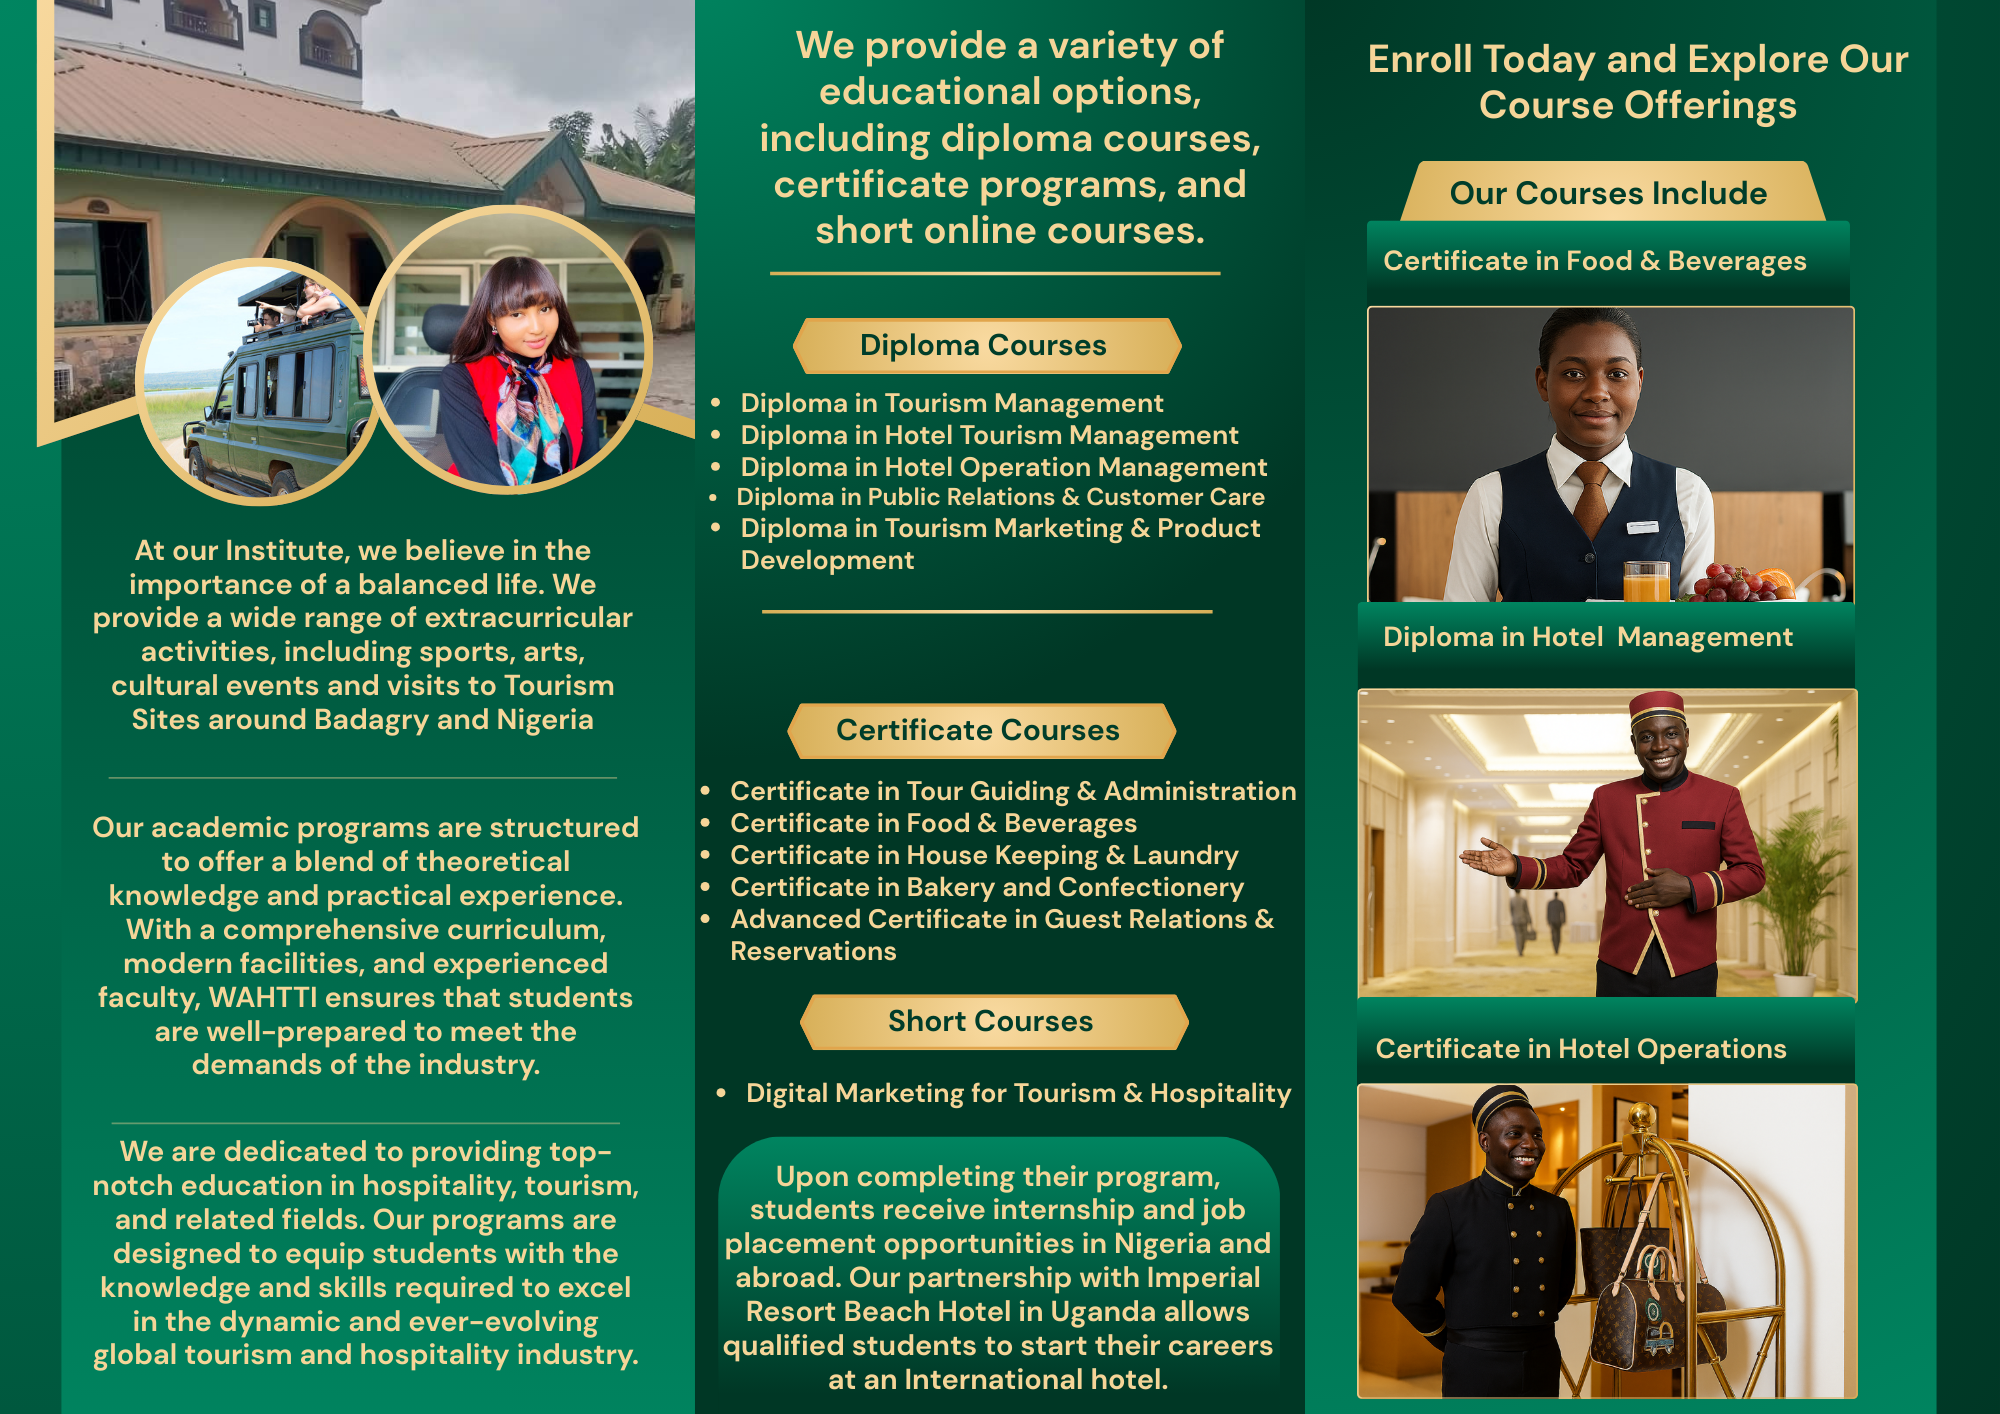 At our Institute, we believe in the
importance of a balanced life. We
provide a wide range of extracurricular
activities, including sports, arts,
cultural events and visits to Tourism
Sites around Badagry and Nigeria
Our academic programs are structured
to offer a blend of theoretical
knowledge and practical experience.
With a comprehensive curriculum,
modern facilities, and experienced
faculty, WAHTTI ensures that students
are well-prepared to meet the
demands of the industry.
We are dedicated to providing top-
notch education in hospitality, tourism,
and related fields. Our programs are
designed to equip students with the
knowledge and skills required to excel
in the dynamic and ever-evolving
global tourism and hospitality industry.
We provide a variety of
educational options,
including diploma courses,
certificate programs, and
short online courses.
Diploma Courses
• Diploma in Tourism Management
• Diploma in Hotel Tourism Management
• Diploma in Hotel Operation Management
• Diploma in Public Relations & Customer Care
• Diploma in Tourism Marketing & Product
Development
Certificate Courses
• Certificate in Tour Guiding & Administration
• Certificate in Food & Beverages
• Certificate in House Keeping & Laundry
• Certificate in Bakery and Confectionery
• Advanced Certificate in Guest Relations &
Reservations
Short Courses
• Digital Marketing for Tourism & Hospitality
Upon completing their program,
students receive internship and job
placement opportunities in Nigeria and
abroad. Our partnership with Imperial
Resort Beach Hotel in Uganda allows
qualified students to start their careers
at an International hotel.
Enroll Today and Explore Our
Course Offerings
Our Courses Include
Certificate in Food & Beverages
Diploma in Hotel  Management
Certificate in Hotel Operations